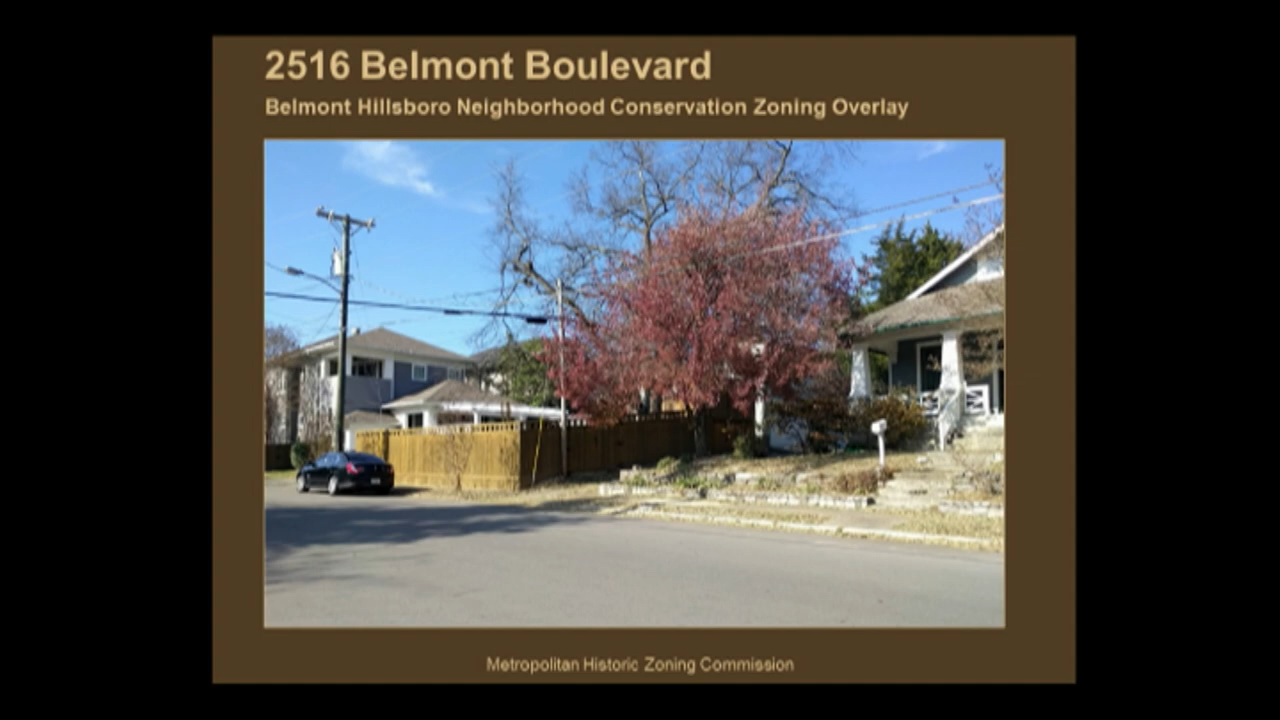 2516 Belmont Boulevard
Belmont Hillsboro Neighborhood Conservation Zoning Overlay
Metropolitan Historic Zoning Commission